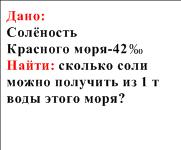 Дано:
Солёность
Красного моря-42‰
Найти: сколько соли
можно получить из 1 т
воды этого моря?